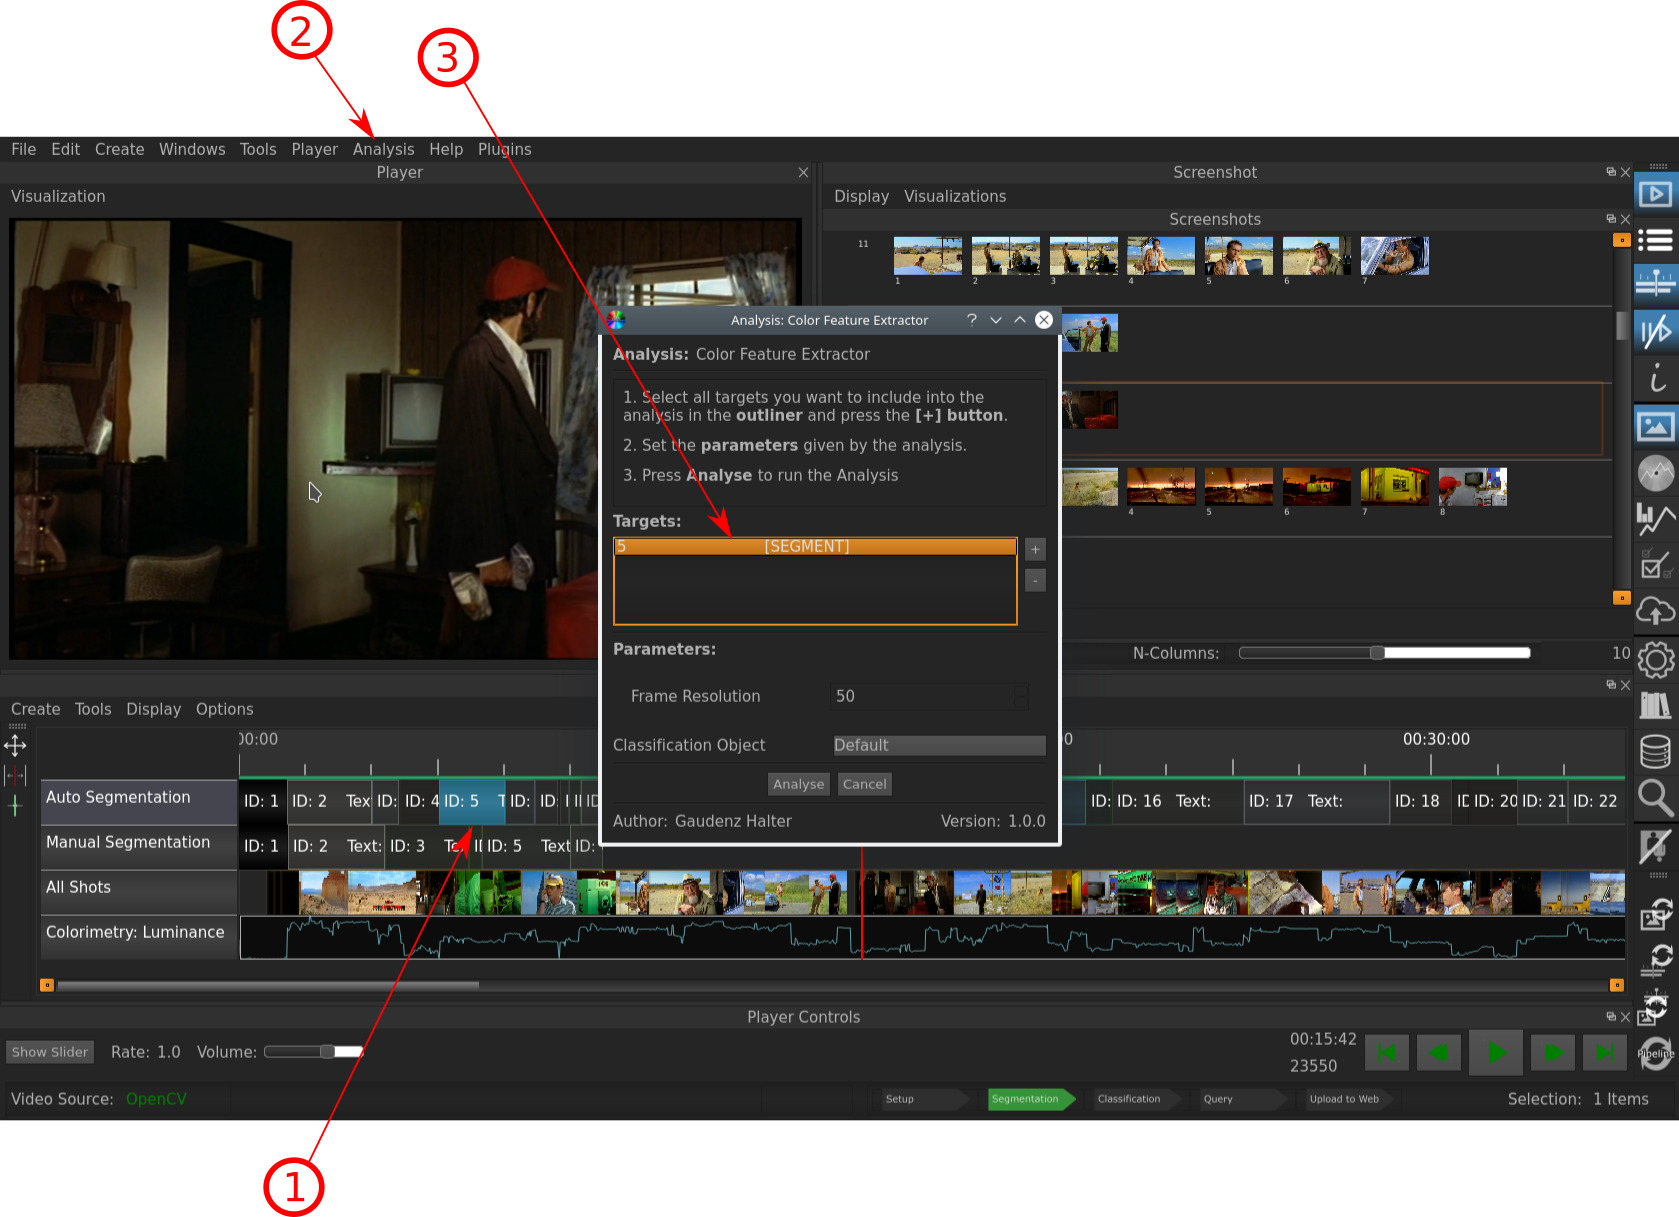 2
3
File Edit Create Windows Tools Player Analysis Help Plugins
Player
Visualization
Screenshot
Display Visualizations
Screenshots
11
1 2 3 4 5 6 7
Analysis: Color Feature Extractor
Analysis: Color Feature Extractor
1. Select all targets you want to include into the
analysis in the outliner and press the [+] button.
2. Set the parameters given by the analysis.
3. Press Analyse to run the Analysis
Targets:
5 [SEGMENT]
+
-
Parameters:
Frame Resolution 50
Classification Object Default
Analyse Cancel
Author: Gaudenz Halter Version: 1.0.0
4 5 6 7 8
N-Columns: 10
Create Tools Display Options
00:00 0 00:30:00
Auto Segmentation ID: 1 ID: 2 Tex ID: ID: 4 ID: 5 T ID: ID: ID ID: ID: 16 Text: ID: 17 Text: ID: 18 ID ID: 20 ID: 21 ID: 22
Manual Segmentation ID: 1 ID: 2 Text: ID: 3 Te ID: 5 Text ID:
All Shots
Colorimetry: Luminance
Player Controls
Show Slider Rate: 1.0 Volume:
00:15:42
23550
Pipeline
Video Source: OpenCV
Setup Segmentation Classification Query Upload to Web
Selection: 1 Items
1